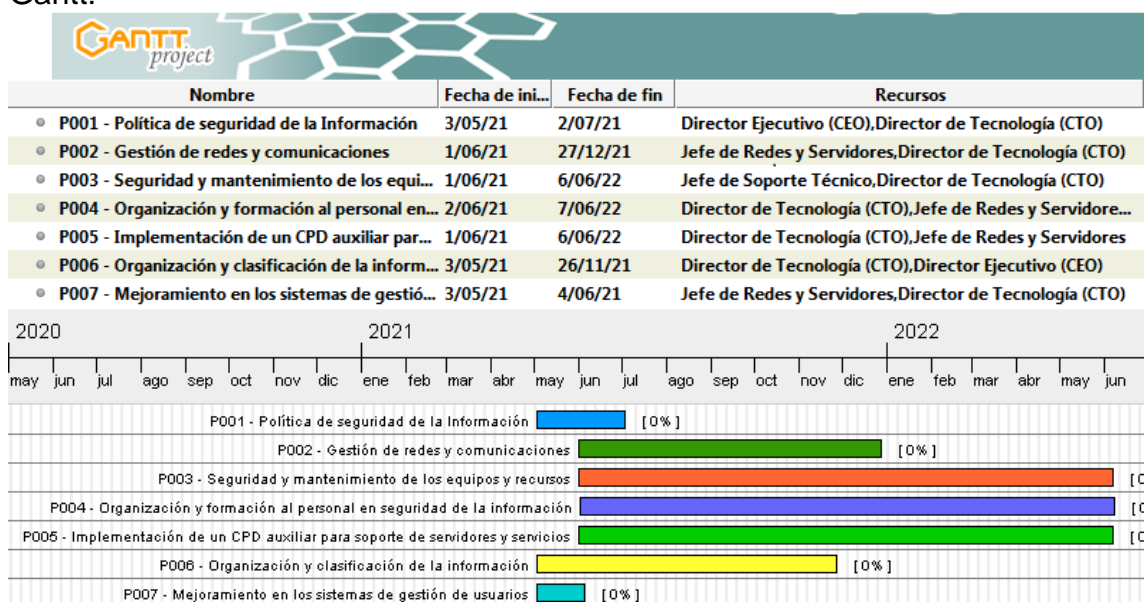 Gantt.
GANTT
project
Nombre Fecha de ini... Fecha de fin Recursos
P001 - Política de seguridad de la Información 3/05/21 2/07/21 Director Ejecutivo (CEO),Director de Tecnología (CTO)
P002 - Gestión de redes y comunicaciones 1/06/21 27/12/21 Jefe de Redes y Servidores,Director de Tecnología (CTO)
P003 - Seguridad y mantenimiento de los equi... 1/06/21 6/06/22 Jefe de Soporte Técnico,Director de Tecnología (CTO)
P004 - Organización y formación al personal en... 2/06/21 7/06/22 Director de Tecnología (CTO),Jefe de Redes y Servidore...
P005 - Implementación de un CPD auxiliar par... 1/06/21 6/06/22 Director de Tecnología (CTO),Jefe de Redes y Servidores
P006 - Organización y clasificación de la inform... 3/05/21 26/11/21 Director de Tecnología (CTO),Director Ejecutivo (CEO)
P007 - Mejoramiento en los sistemas de gestió... 3/05/21 4/06/21 Jefe de Redes y Servidores,Director de Tecnología (CTO)
2020 2021 2022
may jun jul ago sep oct nov dic ene feb mar abr may jun jul ago sep oct nov dic ene feb mar abr may jun
P001 - Política de seguridad de la Información [0%]
P002 - Gestión de redes y comunicaciones [0%]
P003 - Seguridad y mantenimiento de los equipos y recursos [0
P004 - Organización y formación al personal en seguridad de la información [0
P005 - Implementación de un CPD auxiliar para soporte de servidores y servicios [0
P006 - Organización y clasificación de la información [0%]
P007 - Mejoramiento en los sistemas de gestión de usuarios [0%]